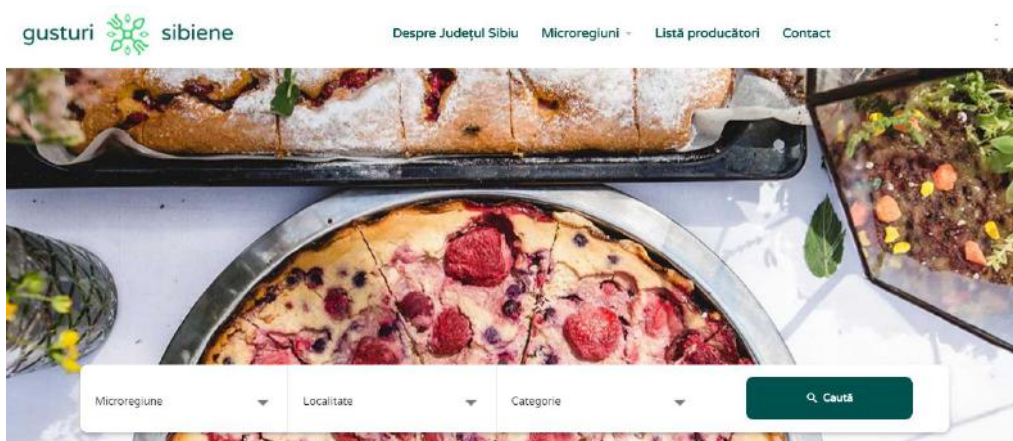 gusturi sibiene
Despre Județul Sibiu Microregiuni Listă producători Contact
Microregiune Localitate Categorie Caută